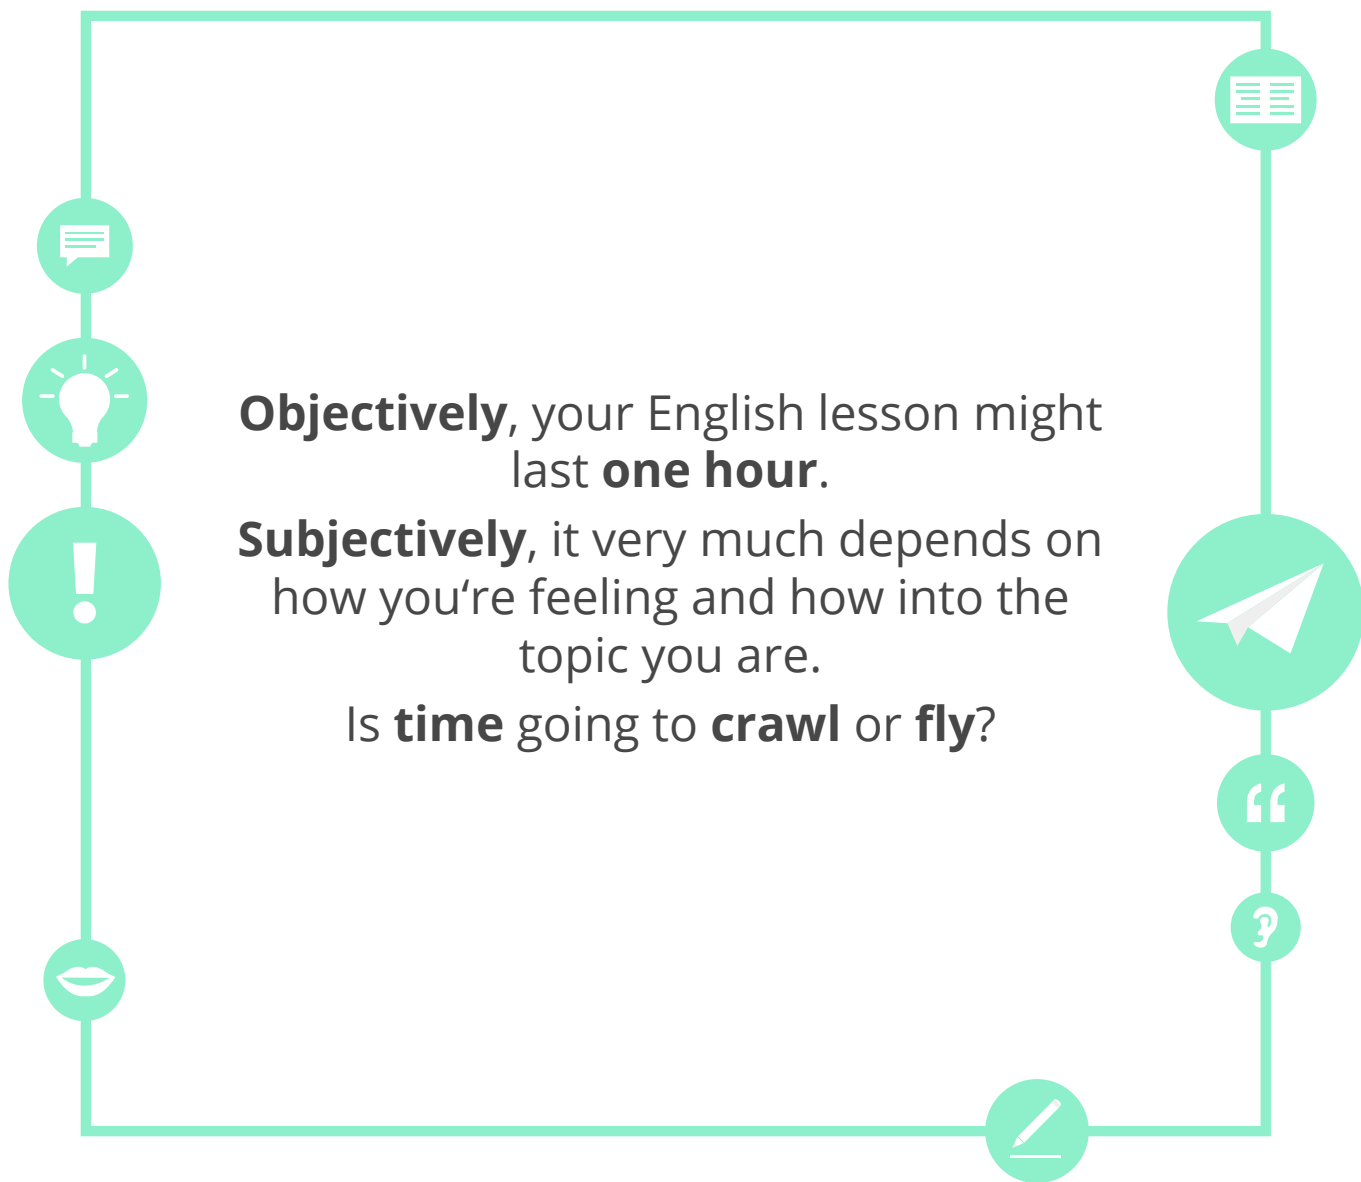 Objectively, your English lesson might
last one hour.
Subjectively, it very much depends on
how you‘re feeling and how into the
topic you are.
Is time going to crawl or fly?